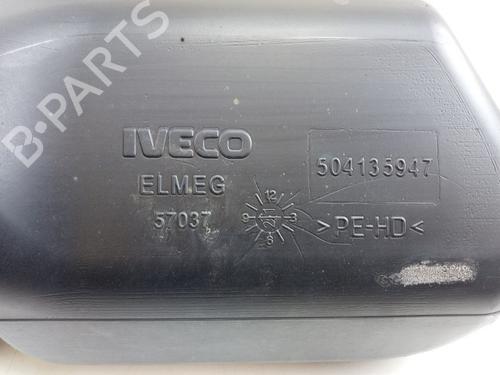 B-PARTS
IVECO
504135947
ELMEG
57037
12
9 3
6
>PE-HD<